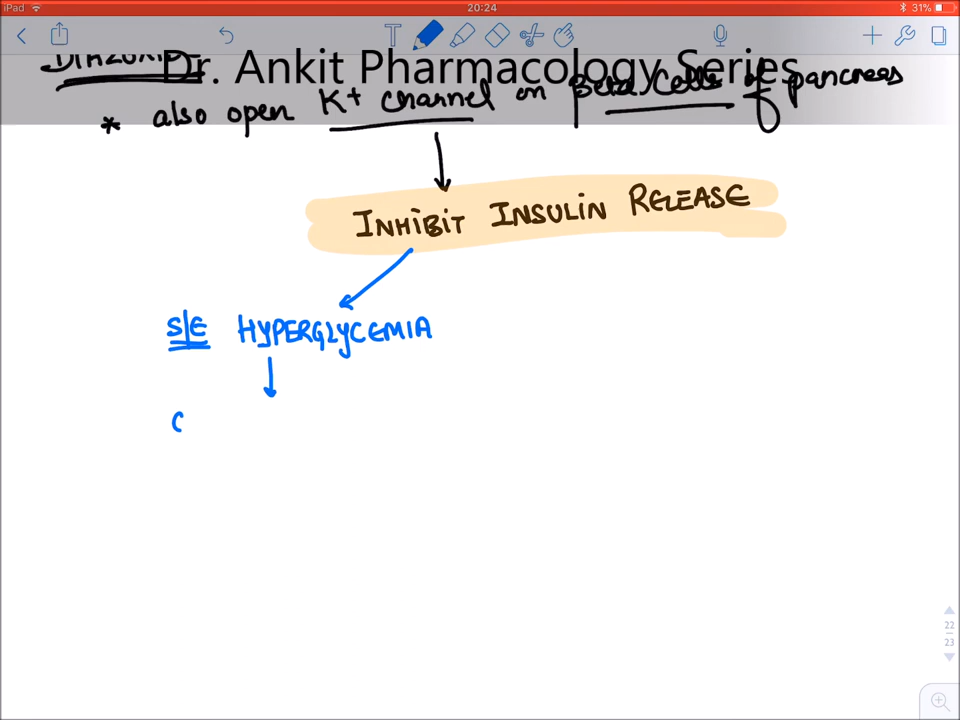 iPad 20:24 31%
T
Dr. Ankit Pharmacology Series
* also open K+ channel on Beta cells of pancreas
INHIBIT INSULIN RELEASE
S/E HYPERGLYCEMIA
C
22
23